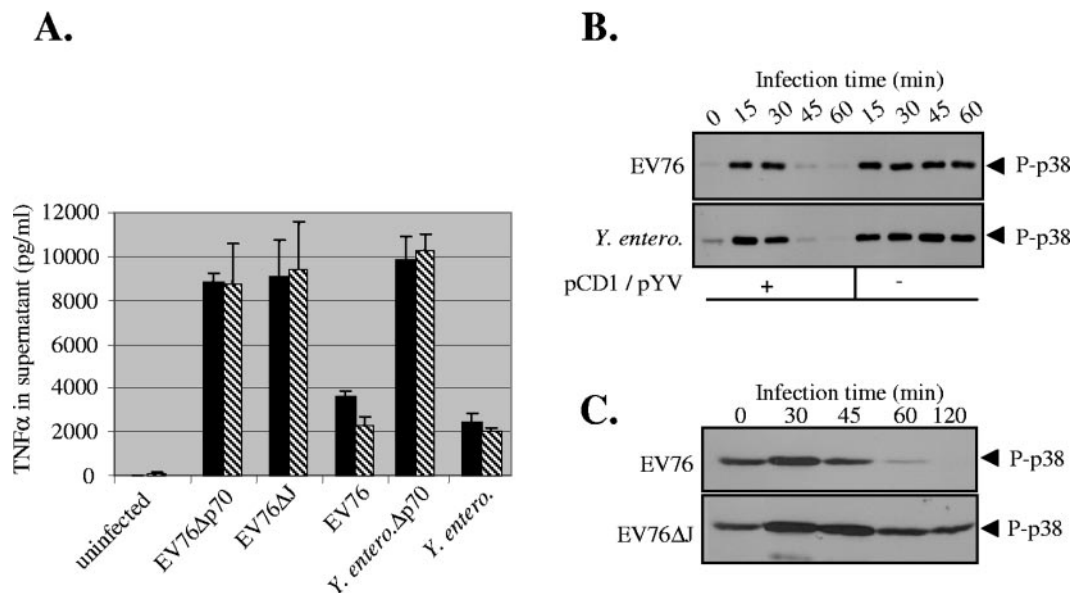 A.
TNFα in supernatant (pg/ml)
12000
10000
8000
6000
4000
2000
0
uninfected
EV76Δp70
EV76ΔJ
EV76
Y. entero.Δp70
Y. entero.
B.
Infection time (min)
0 15 30 45 60 15 30 45 60
EV76 P-p38
Y. entero. P-p38
pCD1 / pYV + -
C.
Infection time (min)
0 30 45 60 120
EV76 P-p38
EV76ΔJ P-p38